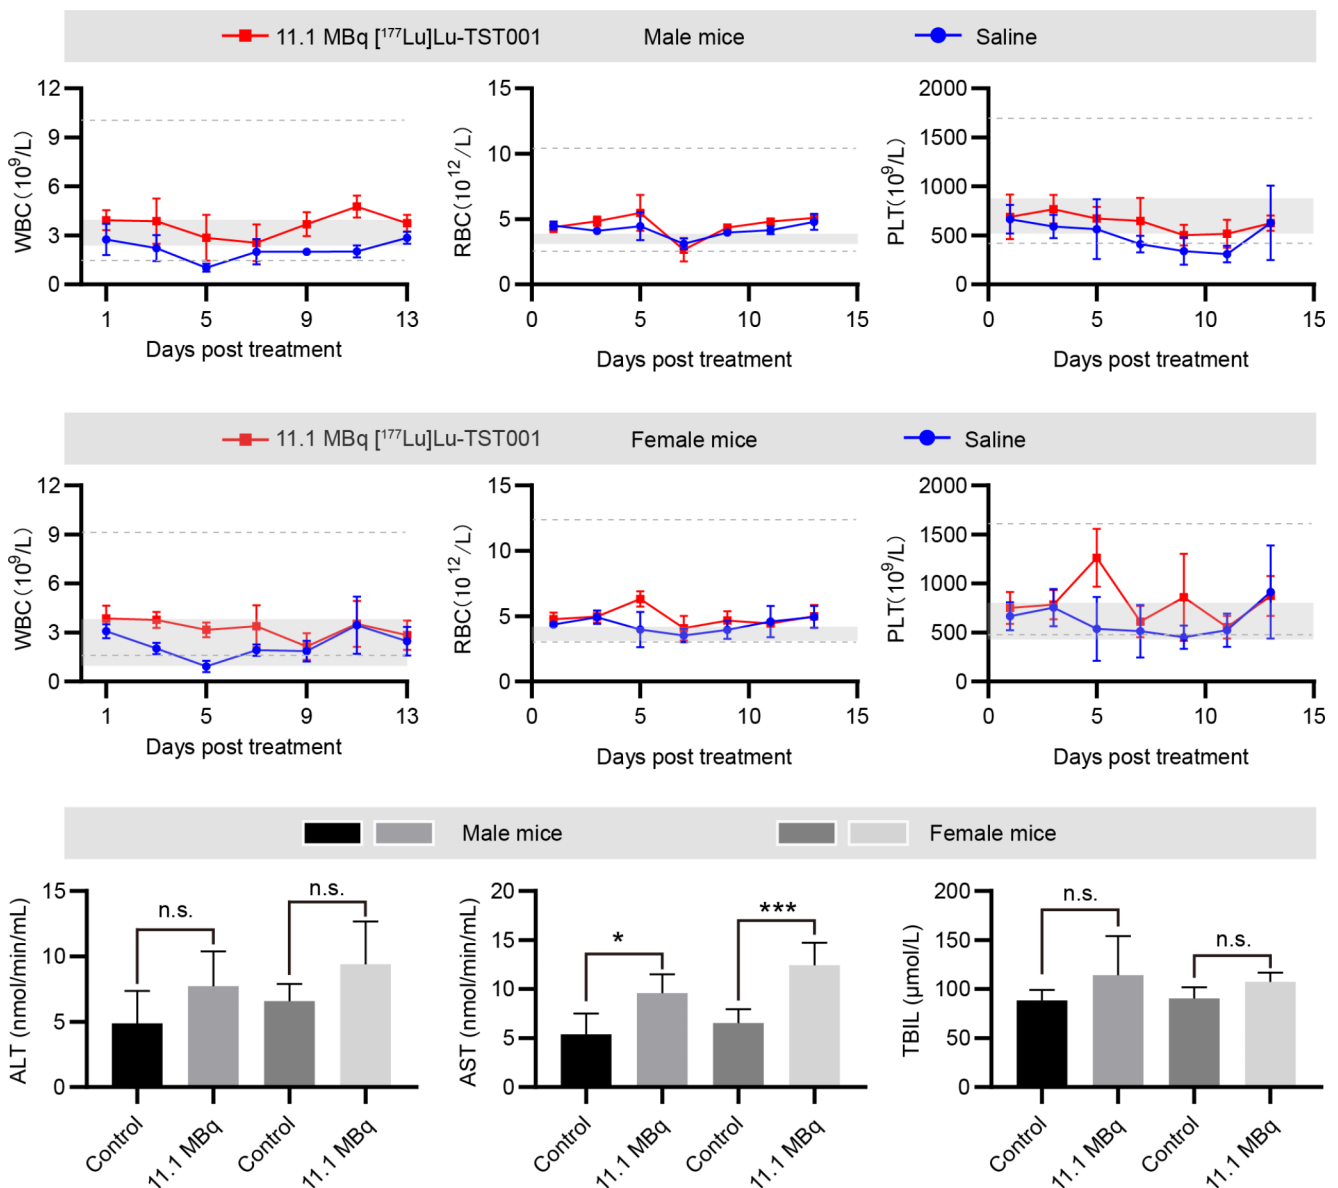 11.1 MBq [¹⁷⁷Lu]Lu-TST001 Male mice Saline
WBC (10⁹/L)
12
9
6
3
0
1 5 9 13
Days post treatment
RBC (10¹²/L)
15
10
5
0
0 5 10 15
Days post treatment
PLT (10⁹/L)
2000
1500
1000
500
0
0 5 10 15
Days post treatment
11.1 MBq [¹⁷⁷Lu]Lu-TST001 Female mice Saline
WBC (10⁹/L)
12
9
6
3
0
1 5 9 13
Days post treatment
RBC (10¹²/L)
15
10
5
0
0 5 10 15
Days post treatment
PLT (10⁹/L)
2000
1500
1000
500
0
0 5 10 15
Days post treatment
Male mice Female mice
ALT (nmol/min/mL)
15
10
5
0
n.s.
n.s.
Control 11.1 MBq Control 11.1 MBq
AST (nmol/min/mL)
20
15
10
5
0
*
***
Control 11.1 MBq Control 11.1 MBq
TBIL (μmol/L)
200
150
100
50
0
n.s.
n.s.
Control 11.1 MBq Control 11.1 MBq